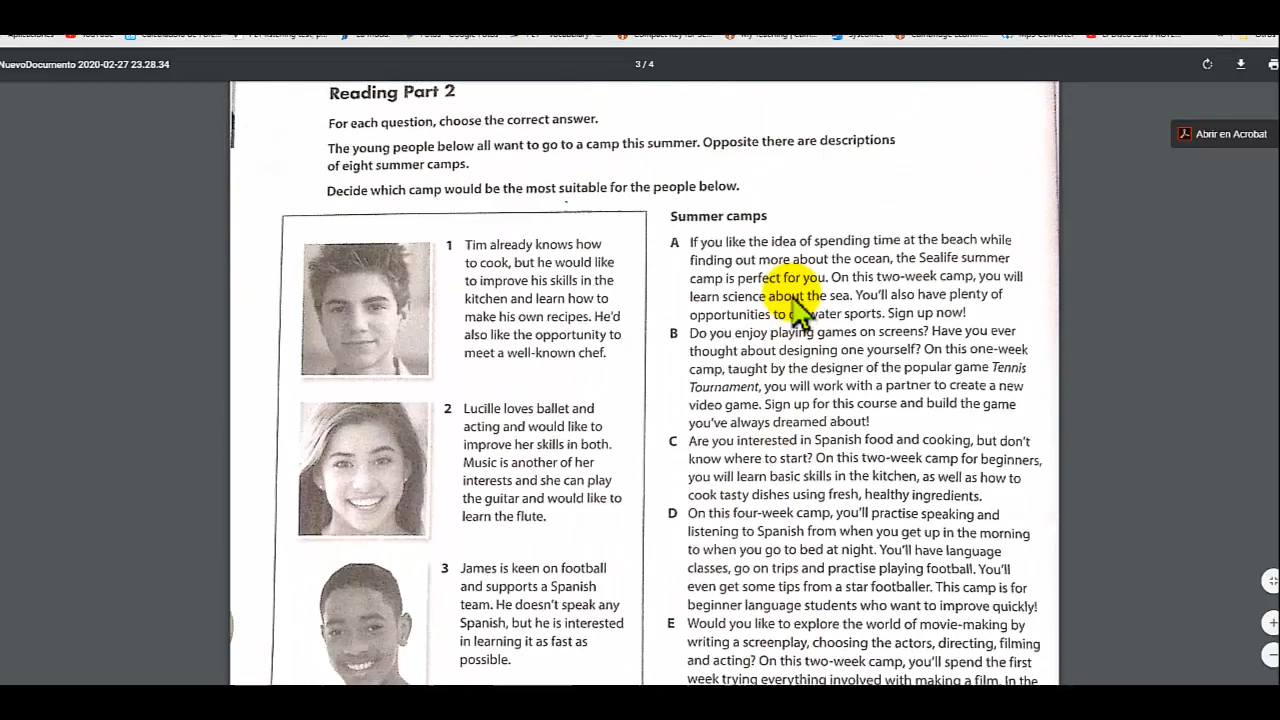 NuevoDocumento 2020-02-27 23.28.34
3 / 4
Abrir en Acrobat
Reading Part 2
For each question, choose the correct answer.
The young people below all want to go to a camp this summer. Opposite there are descriptions
of eight summer camps.
Decide which camp would be the most suitable for the people below.
1 Tim already knows how
to cook, but he would like
to improve his skills in the
kitchen and learn how to
make his own recipes. He'd
also like the opportunity to
meet a well-known chef.
2 Lucille loves ballet and
acting and would like to
improve her skills in both.
Music is another of her
interests and she can play
the guitar and would like to
learn the flute.
3 James is keen on football
and supports a Spanish
team. He doesn't speak any
Spanish, but he is interested
in learning it as fast as
possible.
Summer camps
A If you like the idea of spending time at the beach while
finding out more about the ocean, the Sealife summer
camp is perfect for you. On this two-week camp, you will
learn science about the sea. You'll also have plenty of
opportunities to water sports. Sign up now!
B Do you enjoy playing games on screens? Have you ever
thought about designing one yourself? On this one-week
camp, taught by the designer of the popular game Tennis
Tournament, you will work with a partner to create a new
video game. Sign up for this course and build the game
you've always dreamed about!
C Are you interested in Spanish food and cooking, but don't
know where to start? On this two-week camp for beginners,
you will learn basic skills in the kitchen, as well as how to
cook tasty dishes using fresh, healthy ingredients.
D On this four-week camp, you'll practise speaking and
listening to Spanish from when you get up in the morning
to when you go to bed at night. You'll have language
classes, go on trips and practise playing football. You'll
even get some tips from a star footballer. This camp is for
beginner language students who want to improve quickly!
E Would you like to explore the world of movie-making by
writing a screenplay, choosing the actors, directing, filming
and acting? On this two-week camp, you'll spend the first
week trying everything involved with making a film. In the